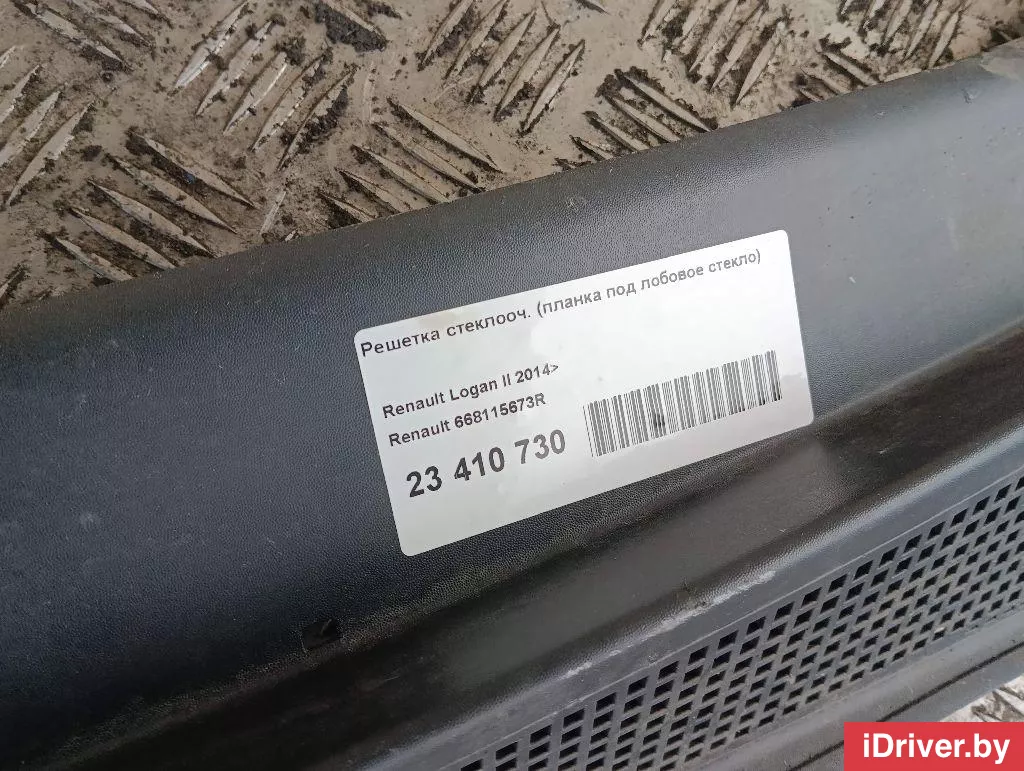 Решетка стеклооч. (планка под лобовое стекло)
Renault Logan II 2014>
Renault 668115673R
23 410 730
iDriver.by